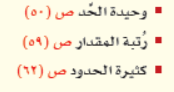 وحيدة الحَّد ص (٥٠)
رُتبة المقدار ص (٥٩)
كثيرة الحدود ص (٦٢)